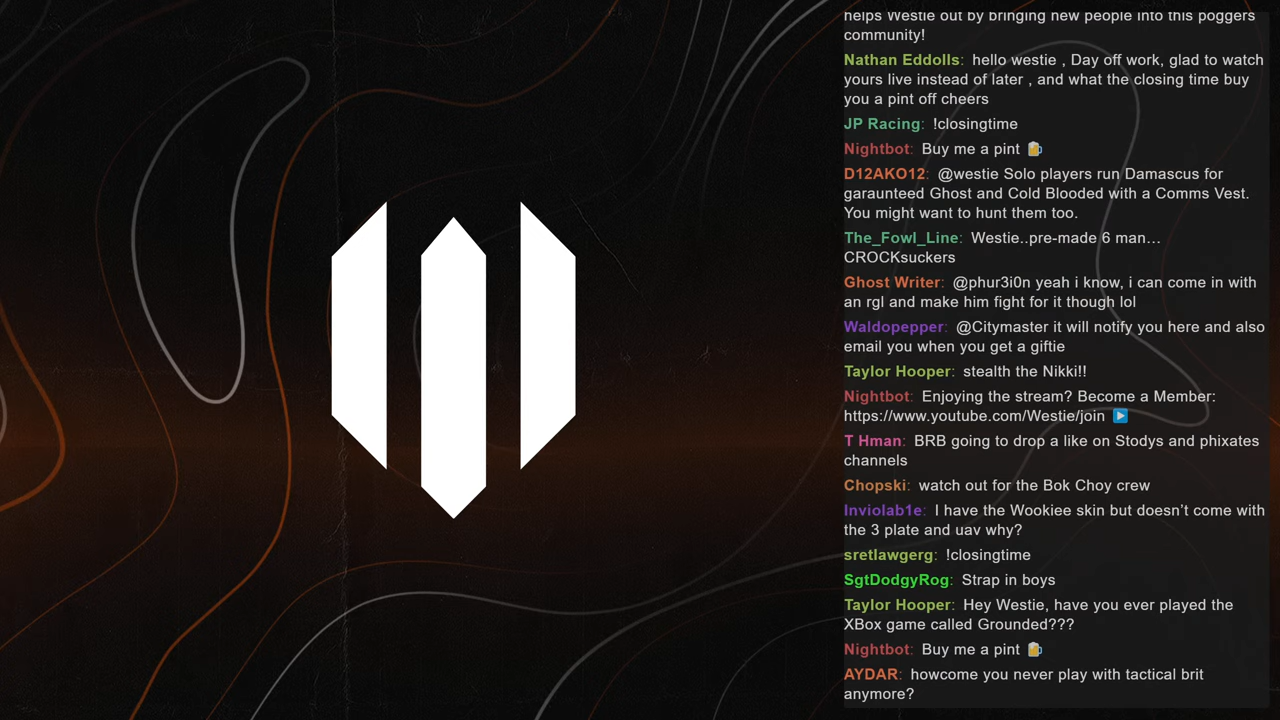 helps Westie out by bringing new people into this poggers
community!
Nathan Eddolls: hello westie , Day off work, glad to watch
yours live instead of later , and what the closing time buy
you a pint off cheers
JP Racing: !closingtime
Nightbot: Buy me a pint 🍺
D12AKO12: @westie Solo players run Damascus for
garaunteed Ghost and Cold Blooded with a Comms Vest.
You might want to hunt them too.
The_Fowl_Line: Westie..pre-made 6 man…
CROCKsuckers
Ghost Writer: @phur3i0n yeah i know, i can come in with
an rgl and make him fight for it though lol
Waldopepper: @Citymaster it will notify you here and also
email you when you get a giftie
Taylor Hooper: stealth the Nikki!!
Nightbot: Enjoying the stream? Become a Member:
https://www.youtube.com/Westie/join ▶️
T Hman: BRB going to drop a like on Stodys and phixates
channels
Chopski: watch out for the Bok Choy crew
Inviolab1e: I have the Wookiee skin but doesn’t come with
the 3 plate and uav why?
sretlawgerg: !closingtime
SgtDodgyRog: Strap in boys
Taylor Hooper: Hey Westie, have you ever played the
XBox game called Grounded???
Nightbot: Buy me a pint 🍺
AYDAR: howcome you never play with tactical brit
anymore?